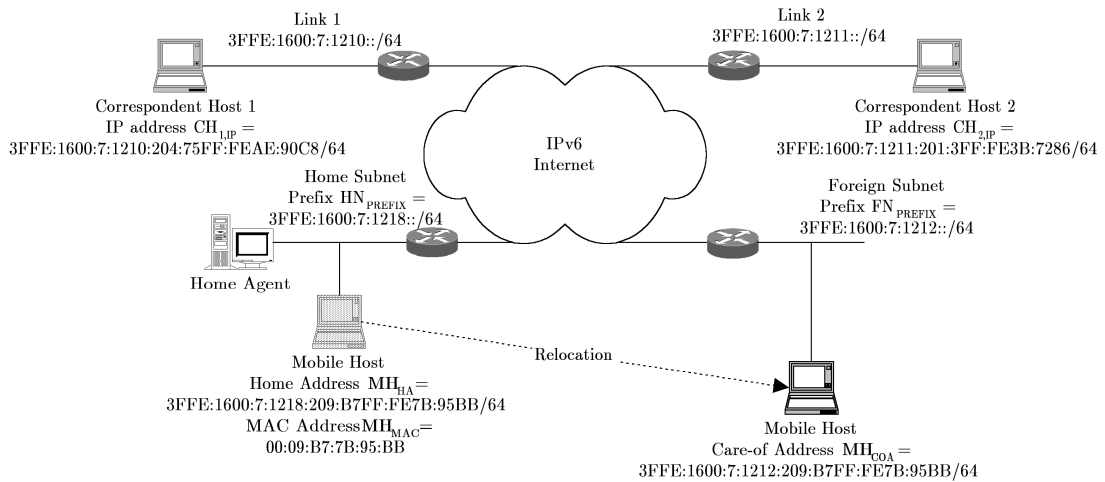 Link 1
3FFE:1600:7:1210::/64
Link 2
3FFE:1600:7:1211::/64
Correspondent Host 1
IP address CH1,IP =
3FFE:1600:7:1210:204:75FF:FEAE:90C8/64
Correspondent Host 2
IP address CH2,IP =
3FFE:1600:7:1211:201:3FF:FE3B:7286/64
IPv6
Internet
Home Subnet
Prefix HNPREFIX =
3FFE:1600:7:1218::/64
Foreign Subnet
Prefix FNPREFIX =
3FFE:1600:7:1212::/64
Home Agent
Relocation
Mobile Host
Home Address MHHA=
3FFE:1600:7:1218:209:B7FF:FE7B:95BB/64
MAC AddressMHMAC=
00:09:B7:7B:95:BB
Mobile Host
Care-of Address MHCOA=
3FFE:1600:7:1212:209:B7FF:FE7B:95BB/64